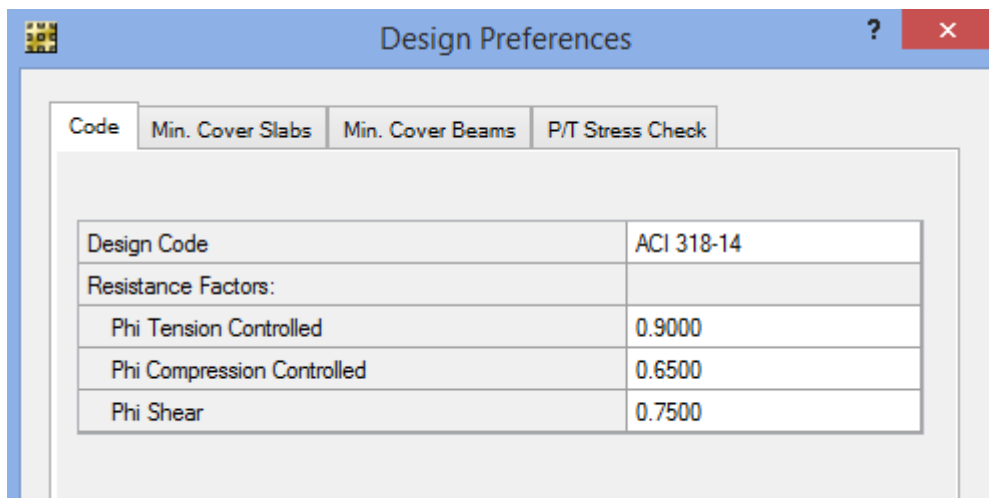 Design Preferences ? ×
Code Min. Cover Slabs Min. Cover Beams P/T Stress Check
Design Code ACI 318-14
Resistance Factors:
Phi Tension Controlled 0.9000
Phi Compression Controlled 0.6500
Phi Shear 0.7500